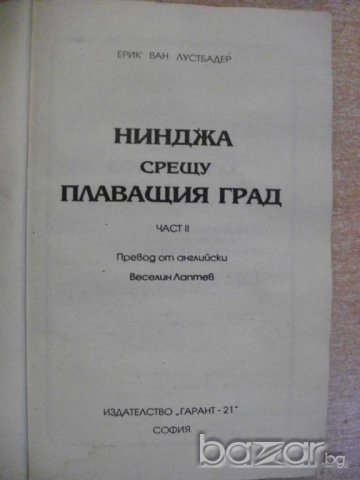 ЕРИК ВАН ЛУСТБАДЕР
НИНДЖА
СРЕЩУ
ПЛАВАЩИЯ ГРАД
ЧАСТ II
Превод от английски
Веселин Лаптев
ИЗДАТЕЛСТВО „ГАРАНТ - 21"
СОФИЯ
bazar.bg